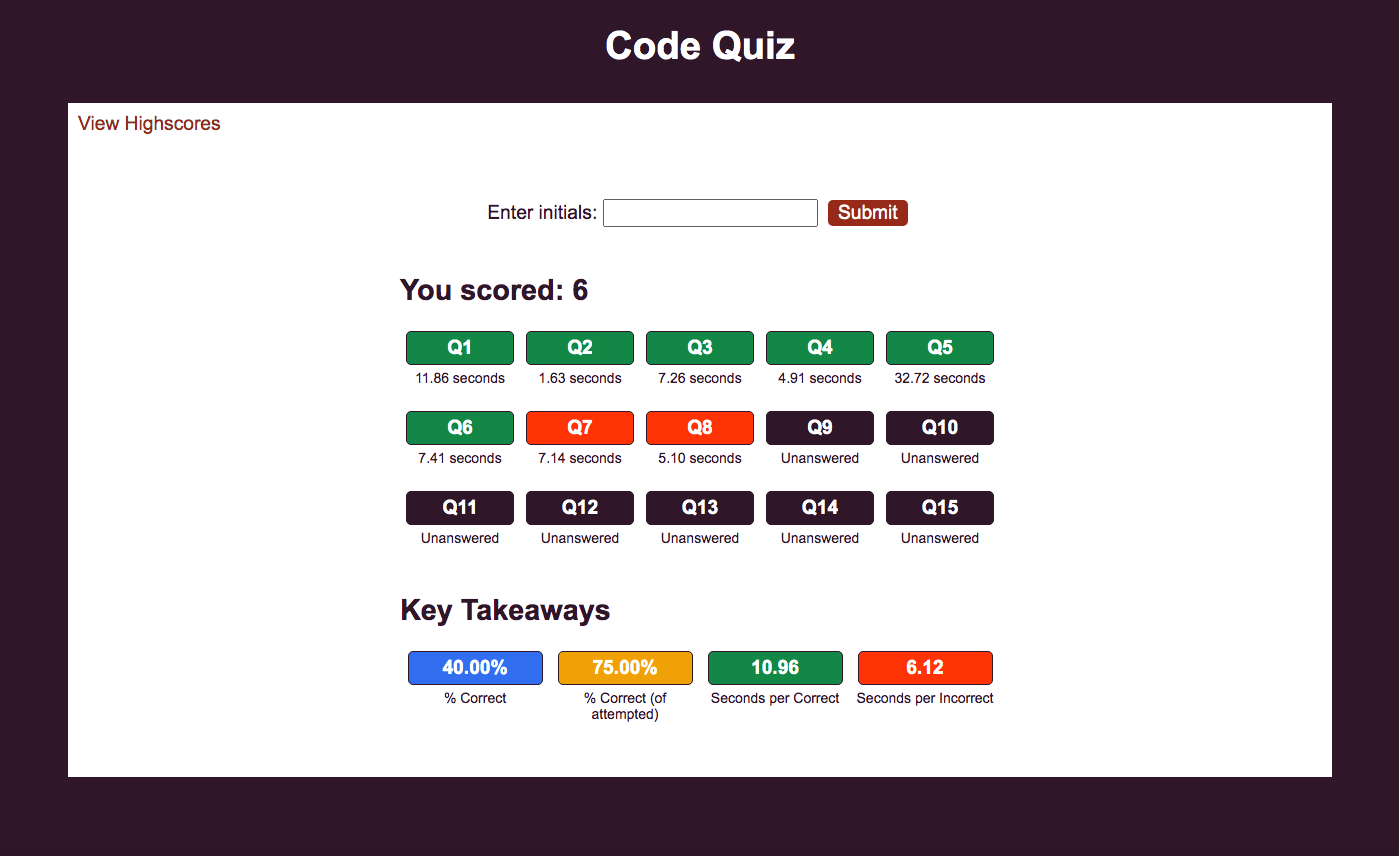 Code Quiz
View Highscores
Enter initials: Submit
You scored: 6
Q1 Q2 Q3 Q4 Q5
11.86 seconds 1.63 seconds 7.26 seconds 4.91 seconds 32.72 seconds
Q6 Q7 Q8 Q9 Q10
7.41 seconds 7.14 seconds 5.10 seconds Unanswered Unanswered
Q11 Q12 Q13 Q14 Q15
Unanswered Unanswered Unanswered Unanswered Unanswered
Key Takeaways
40.00% 75.00% 10.96 6.12
% Correct % Correct (of Seconds per Correct Seconds per Incorrect
attempted)